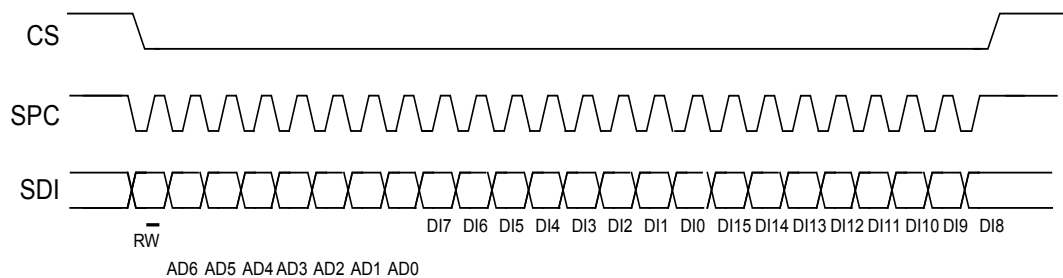 CS
SPC
SDI
DI7 DI6 DI5 DI4 DI3 DI2 DI1 DI0 DI15 DI14 DI13 DI12 DI11 DI10 DI9 DI8
RW
AD6 AD5 AD4 AD3 AD2 AD1 AD0